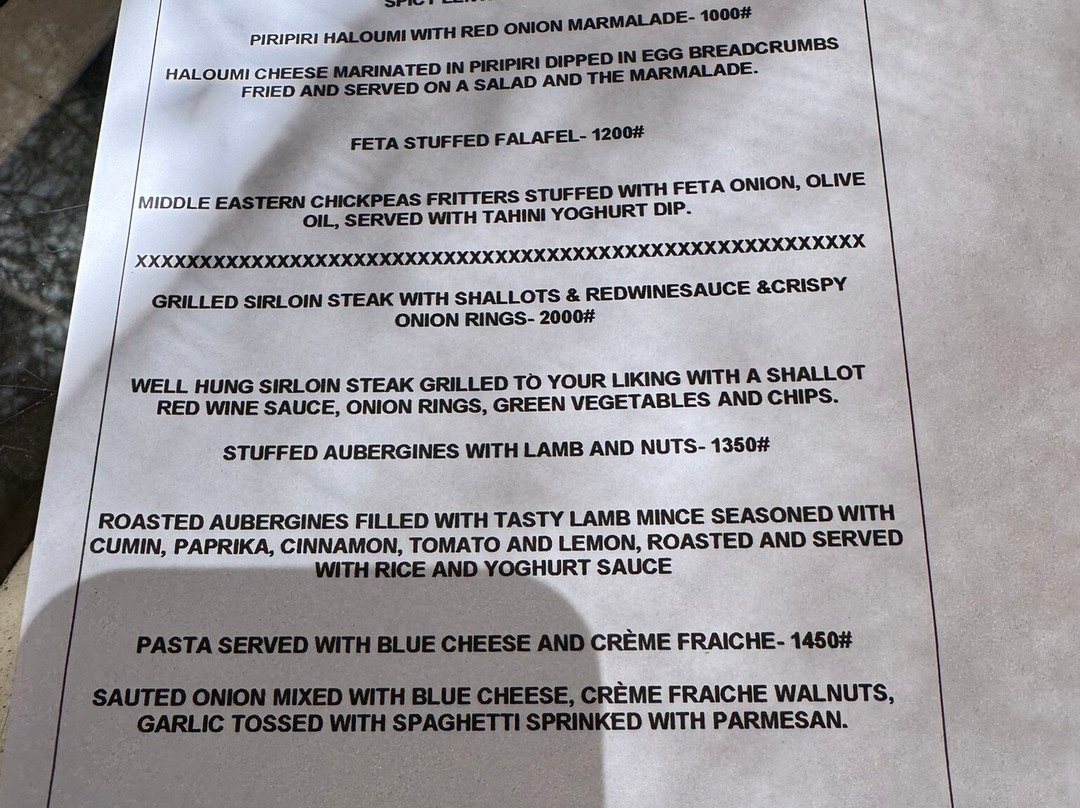 SPICY
PIRIPIRI HALOUMI WITH RED ONION MARMALADE- 1000#
HALOUMI CHEESE MARINATED IN PIRIPIRI DIPPED IN EGG BREADCRUMBS
FRIED AND SERVED ON A SALAD AND THE MARMALADE.
FETA STUFFED FALAFEL- 1200#
MIDDLE EASTERN CHICKPEAS FRITTERS STUFFED WITH FETA ONION, OLIVE
OIL, SERVED WITH TAHINI YOGHURT DIP.
XXXXXXXXXXXXXXXXXXXXXXXXXXXXXXXXXXXXXXXXXXXXXXXXXXXXXXXX
GRILLED SIRLOIN STEAK WITH SHALLOTS & REDWINESAUCE &CRISPY
ONION RINGS- 2000#
WELL HUNG SIRLOIN STEAK GRILLED TO YOUR LIKING WITH A SHALLOT
RED WINE SAUCE, ONION RINGS, GREEN VEGETABLES AND CHIPS.
STUFFED AUBERGINES WITH LAMB AND NUTS- 1350#
ROASTED AUBERGINES FILLED WITH TASTY LAMB MINCE SEASONED WITH
CUMIN, PAPRIKA, CINNAMON, TOMATO AND LEMON, ROASTED AND SERVED
WITH RICE AND YOGHURT SAUCE
PASTA SERVED WITH BLUE CHEESE AND CRÈME FRAICHE- 1450#
SAUTED ONION MIXED WITH BLUE CHEESE, CRÈME FRAICHE WALNUTS,
GARLIC TOSSED WITH SPAGHETTI SPRINKED WITH PARMESAN.